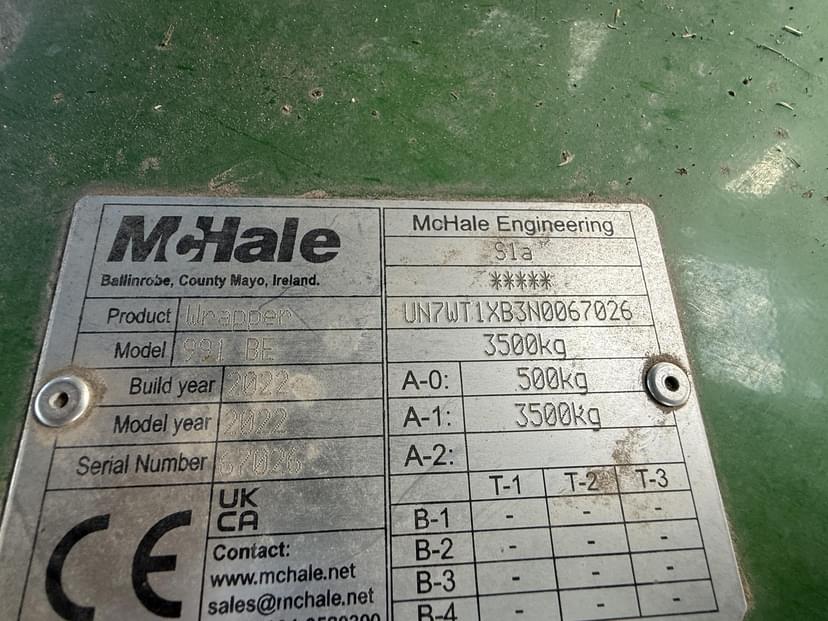 McHale
Ballinrobe, County Mayo, Ireland.
Product Wrapper
Model 991 BE
Build year 2022
Model year 2022
Serial Number 67026
CE
UK
CA
Contact:
www.mchale.net
sales@mchale.net
McHale Engineering
S1a
*****
UN7WT1XB3N0067026
3500kg
A-0: 500kg
A-1: 3500kg
A-2:
T-1 T-2 T-3
B-1 - - -
B-2 - - -
B-3 - - -
B-4 - - -